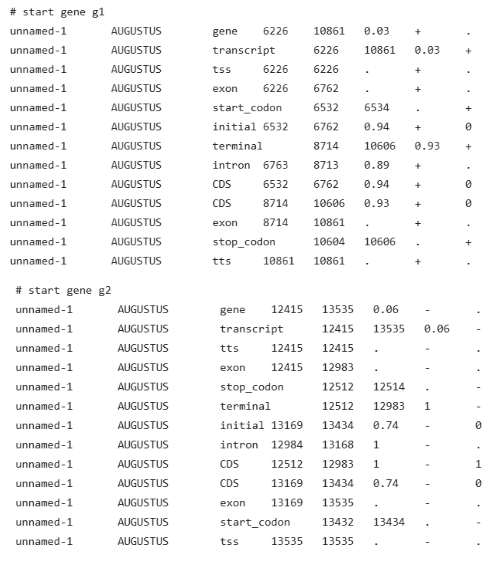 # start gene g1
unnamed-1 AUGUSTUS gene 6226 10861 0.03 + .
unnamed-1 AUGUSTUS transcript 6226 10861 0.03 +
unnamed-1 AUGUSTUS tss 6226 6226 . + .
unnamed-1 AUGUSTUS exon 6226 6762 . + .
unnamed-1 AUGUSTUS start_codon 6532 6534 . +
unnamed-1 AUGUSTUS initial 6532 6762 0.94 + 0
unnamed-1 AUGUSTUS terminal 8714 10606 0.93 +
unnamed-1 AUGUSTUS intron 6763 8713 0.89 + .
unnamed-1 AUGUSTUS CDS 6532 6762 0.94 + 0
unnamed-1 AUGUSTUS CDS 8714 10606 0.93 + 0
unnamed-1 AUGUSTUS exon 8714 10861 . + .
unnamed-1 AUGUSTUS stop_codon 10604 10606 . +
unnamed-1 AUGUSTUS tts 10861 10861 . + .
# start gene g2
unnamed-1 AUGUSTUS gene 12415 13535 0.06 - .
unnamed-1 AUGUSTUS transcript 12415 13535 0.06 -
unnamed-1 AUGUSTUS tts 12415 12415 . - .
unnamed-1 AUGUSTUS exon 12415 12983 . - .
unnamed-1 AUGUSTUS stop_codon 12512 12514 . -
unnamed-1 AUGUSTUS terminal 12512 12983 1 -
unnamed-1 AUGUSTUS initial 13169 13434 0.74 - 0
unnamed-1 AUGUSTUS intron 12984 13168 1 - .
unnamed-1 AUGUSTUS CDS 12512 12983 1 - 1
unnamed-1 AUGUSTUS CDS 13169 13434 0.74 - 0
unnamed-1 AUGUSTUS exon 13169 13535 . - .
unnamed-1 AUGUSTUS start_codon 13432 13434 . -
unnamed-1 AUGUSTUS tss 13535 13535 . - .